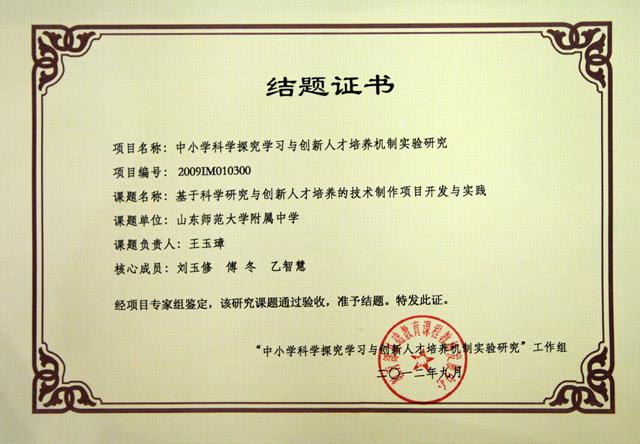 结题证书
项目名称：中小学科学探究学习与创新人才培养机制实验研究
项目编号：2009IM010300
课题名称：基于科学研究与创新人才培养的技术制作项目开发与实践
课题单位：山东师范大学附属中学
课题负责人：王玉璋
核心成员：刘玉修 傅冬 乙智慧
经项目专家组鉴定，该研究课题通过验收，准予结题。特发此证。
“中小学科学探究学习与创新人才培养机制实验研究”工作组
二〇一二年九月